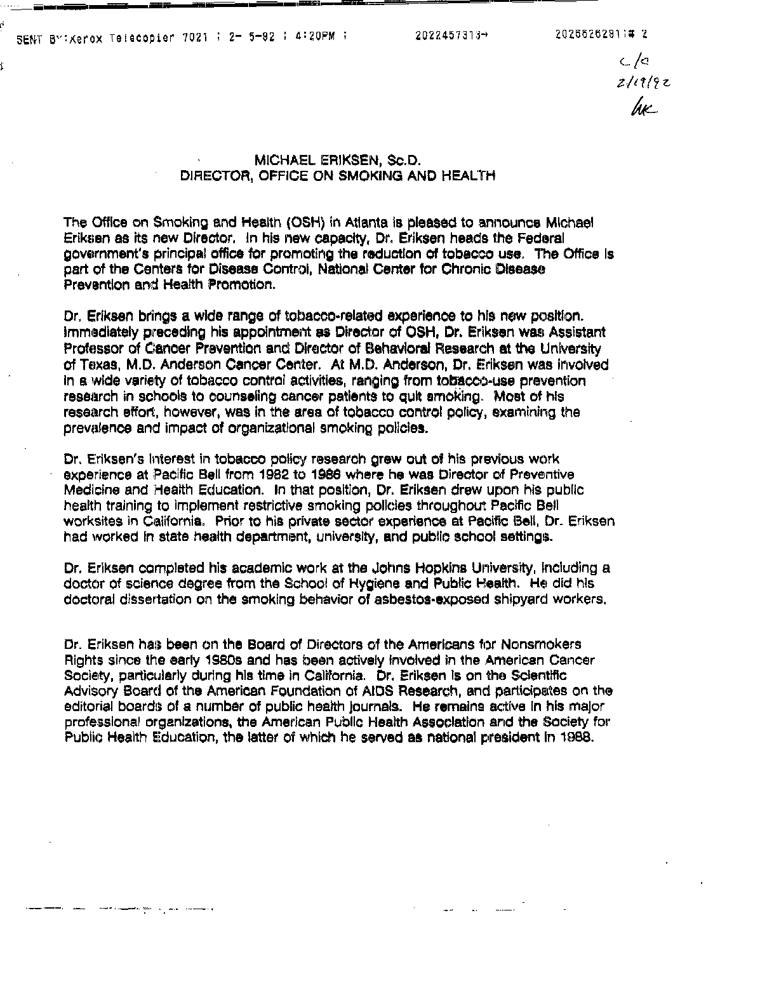 SENT BY:Xerox Telecopier 7021 ; 2- 5-92 ; 4:20PM ; 2022457313→ 2026626281;# 2
c/o
2/19/92
MICHAEL ERIKSEN, Sc.D.
DIRECTOR, OFFICE ON SMOKING AND HEALTH
The Office on Smoking and Health (OSH) in Atlanta is pleased to announce Michael
Eriksen as its new Director. In his new capacity, Dr. Eriksen heads the Federal
government's principal office for promoting the reduction of tobacco use. The Office is
part of the Centers for Disease Control, National Center for Chronic Disease
Prevention and Health Promotion.
Dr. Eriksen brings a wide range of tobacco-related experience to his new position.
Immediately preceding his appointment as Director of OSH, Dr. Eriksen was Assistant
Professor of Cancer Prevention and Director of Behavioral Research at the University
of Texas, M.D. Anderson Cancer Center. At M.D. Anderson, Dr. Eriksen was involved
in a wide variety of tobacco control activities, ranging from tobacco-use prevention
research in schools to counseling cancer patients to quit smoking. Most of his
research effort, however, was in the area of tobacco control policy, examining the
prevalence and impact of organizational smoking policies.
Dr. Eriksen's interest in tobacco policy research grew out of his previous work
experience at Pacific Bell from 1982 to 1986 where he was Director of Preventive
Medicine and Health Education. In that position, Dr. Eriksen drew upon his public
health training to implement restrictive smoking policies throughout Pacific Bell
worksites in California. Prior to his private sector experience at Pacific Bell, Dr. Eriksen
had worked in state health department, university, and public school settings.
Dr. Eriksen completed his academic work at the Johns Hopkins University, including a
doctor of science degree from the School of Hygiene and Public Health. He did his
doctoral dissertation on the smoking behavior of asbestos-exposed shipyard workers.
Dr. Eriksen has been on the Board of Directors of the Americans for Nonsmokers
Rights since the early 1980s and has been actively involved in the American Cancer
Society, particularly during his time in California. Dr. Eriksen is on the Scientific
Advisory Board of the American Foundation of AIDS Research, and participates on the
editorial boards of a number of public health journals. He remains active in his major
professional organizations, the American Public Health Association and the Society for
Public Health Education, the latter of which he served as national president in 1988.